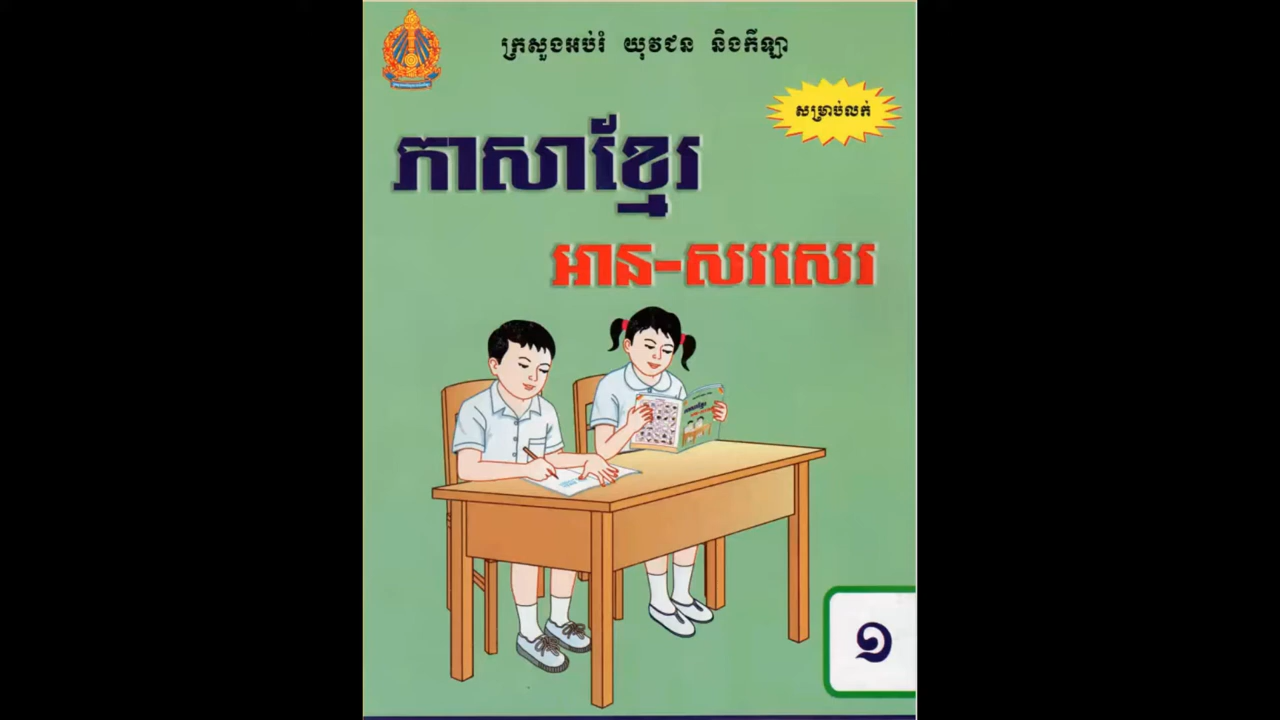 ក្រសួងអប់រំ យុវជន និងកីឡា
សម្រាប់លក់
ភាសាខ្មែរ
អាន-សរសេរ
១